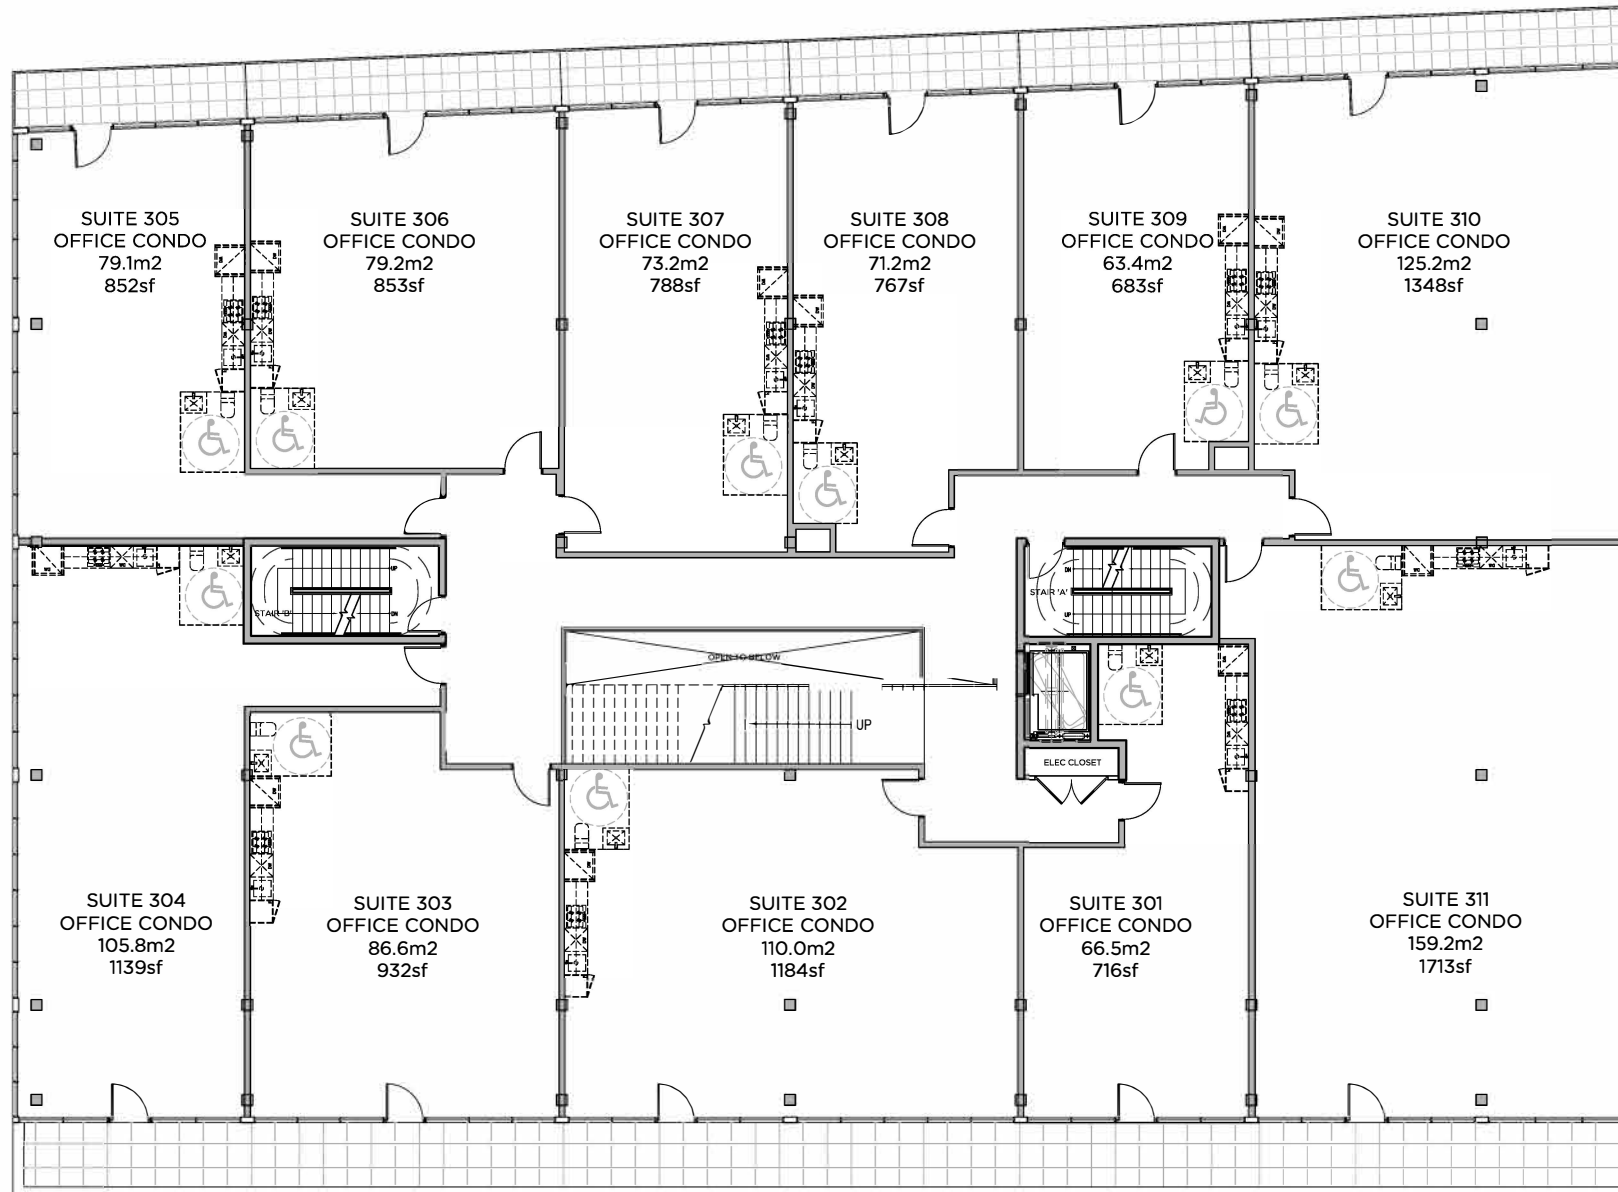 SUITE 305
OFFICE CONDO
79.1m2
852sf
SUITE 306
OFFICE CONDO
79.2m2
853sf
SUITE 307
OFFICE CONDO
73.2m2
788sf
SUITE 308
OFFICE CONDO
71.2m2
767sf
SUITE 309
OFFICE CONDO
63.4m2
683sf
SUITE 310
OFFICE CONDO
125.2m2
1348sf
UP
STAIR 'B'
DN
DN
STAIR 'A'
UP
OPEN TO BELOW
UP
ELEC CLOSET
SUITE 304
OFFICE CONDO
105.8m2
1139sf
SUITE 303
OFFICE CONDO
86.6m2
932sf
SUITE 302
OFFICE CONDO
110.0m2
1184sf
SUITE 301
OFFICE CONDO
66.5m2
716sf
SUITE 311
OFFICE CONDO
159.2m2
1713sf